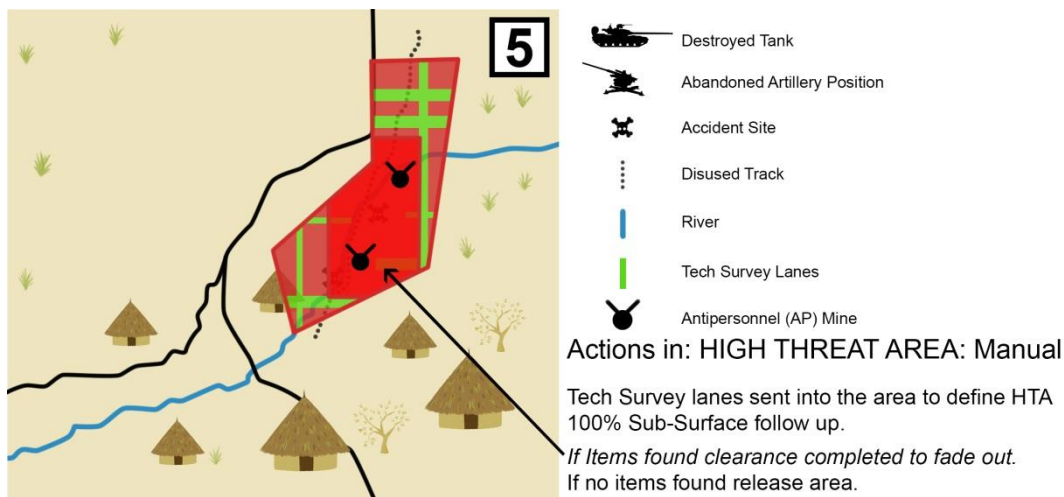 5
Destroyed Tank
Abandoned Artillery Position
Accident Site
Disused Track
River
Tech Survey Lanes
Antipersonnel (AP) Mine
Actions in: HIGH THREAT AREA: Manual
Tech Survey lanes sent into the area to define HTA
100% Sub-Surface follow up.
If Items found clearance completed to fade out.
If no items found release area.